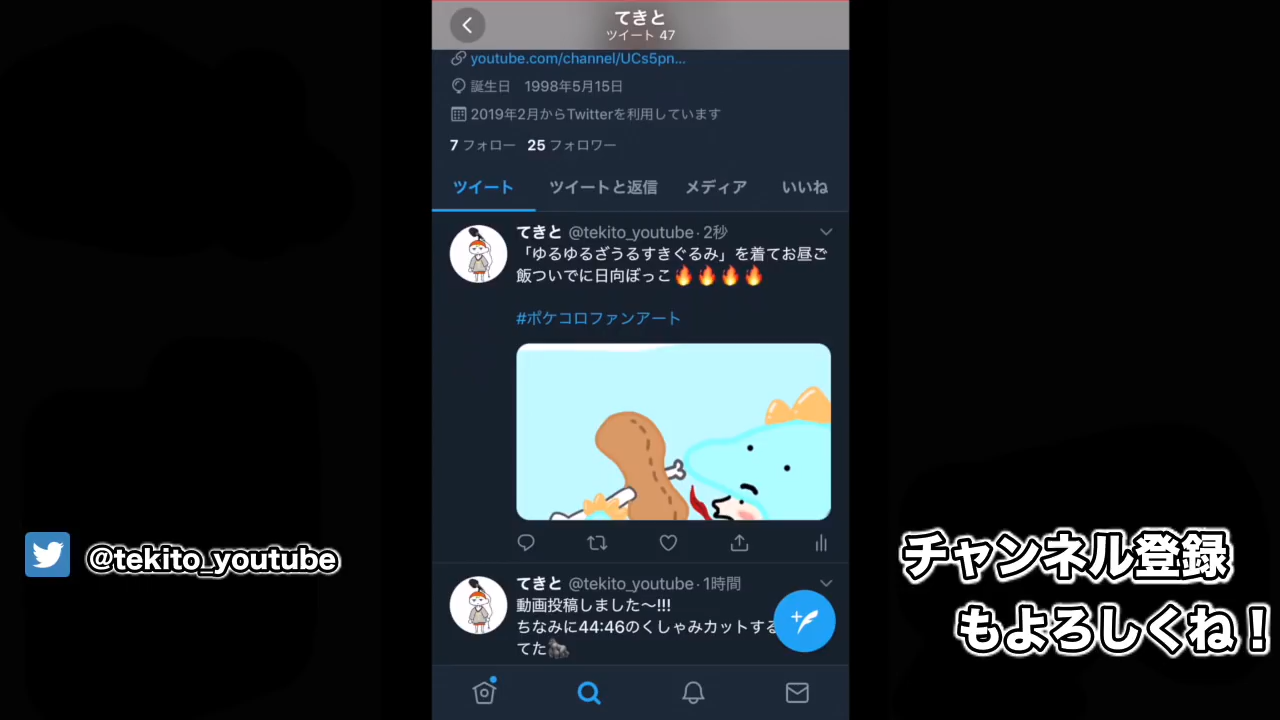 てきと
ツイート 47
youtube.com/channel/UCs5pn...
誕生日 1998年5月15日
2019年2月からTwitterを利用しています
7 フォロー 25 フォロワー
ツイート ツイートと返信 メディア いいね
てきと @tekito_youtube・2秒
「ゆるゆるざうるすきぐるみ」を着てお昼ご
飯ついでに日向ぼっこ🔥🔥🔥🔥
#ポケコロファンアート
てきと @tekito_youtube・1時間
動画投稿しました〜!!!
ちなみに44:46のくしゃみカットする
てた🦍
@tekito_youtube
チャンネル登録
もよろしくね！